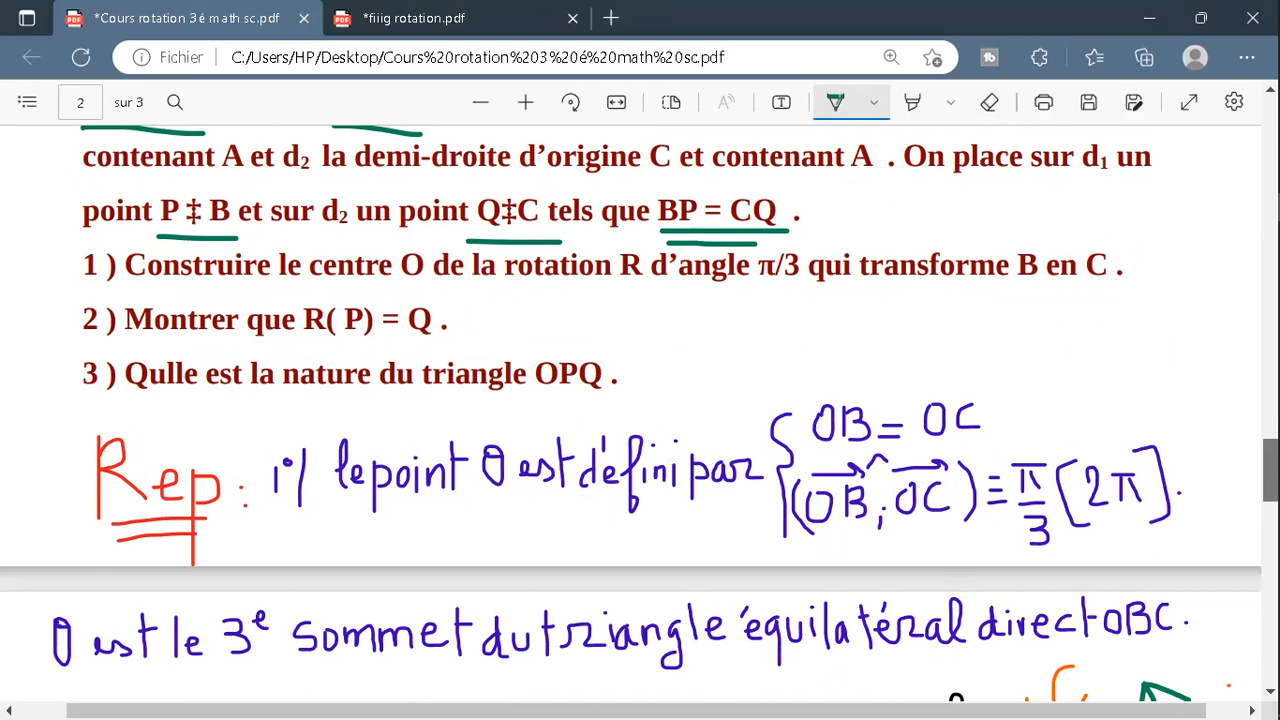 *Cours rotation 3é math sc.pdf
*fiiig rotation.pdf
Fichier
C:/Users/HP/Desktop/Cours%20rotation%203%20é%20math%20sc.pdf
2 sur 3
contenant A et d₂ la demi-droite d’origine C et contenant A . On place sur d₁ un
point P ‡ B et sur d₂ un point Q‡C tels que BP = CQ .
1 ) Construire le centre O de la rotation R d’angle π/3 qui transforme B en C .
2 ) Montrer que R( P) = Q .
3 ) Qulle est la nature du triangle OPQ .
Rep : 1°/ le point O est défini par { OB = OC
(OB ; OC) ≡ π/3 [2π].
O est le 3e sommet du triangle équilatéral direct OBC.